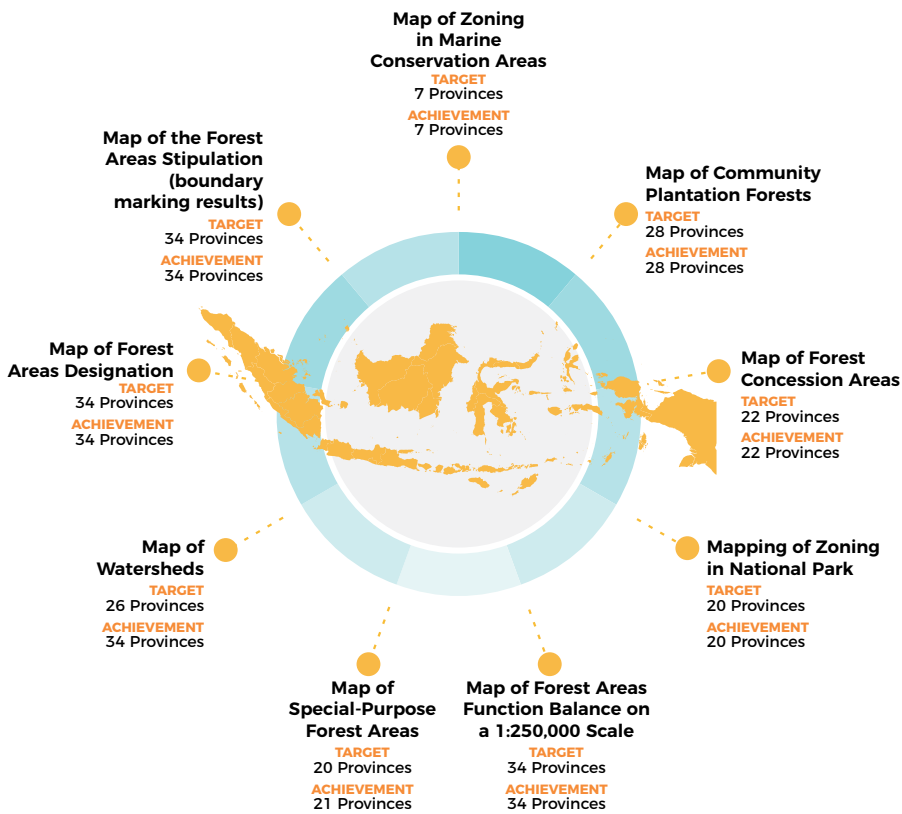 Map of Zoning
in Marine
Conservation Areas
TARGET
7 Provinces
ACHIEVEMENT
7 Provinces
Map of Community
Plantation Forests
TARGET
28 Provinces
ACHIEVEMENT
28 Provinces
Map of Forest
Concession Areas
TARGET
22 Provinces
ACHIEVEMENT
22 Provinces
Mapping of Zoning
in National Park
TARGET
20 Provinces
ACHIEVEMENT
20 Provinces
Map of Forest Areas
Function Balance on
a 1:250,000 Scale
TARGET
34 Provinces
ACHIEVEMENT
34 Provinces
Map of
Special-Purpose
Forest Areas
TARGET
20 Provinces
ACHIEVEMENT
21 Provinces
Map of
Watersheds
TARGET
26 Provinces
ACHIEVEMENT
34 Provinces
Map of Forest
Areas Designation
TARGET
34 Provinces
ACHIEVEMENT
34 Provinces
Map of the Forest
Areas Stipulation
(boundary
marking results)
TARGET
34 Provinces
ACHIEVEMENT
34 Provinces